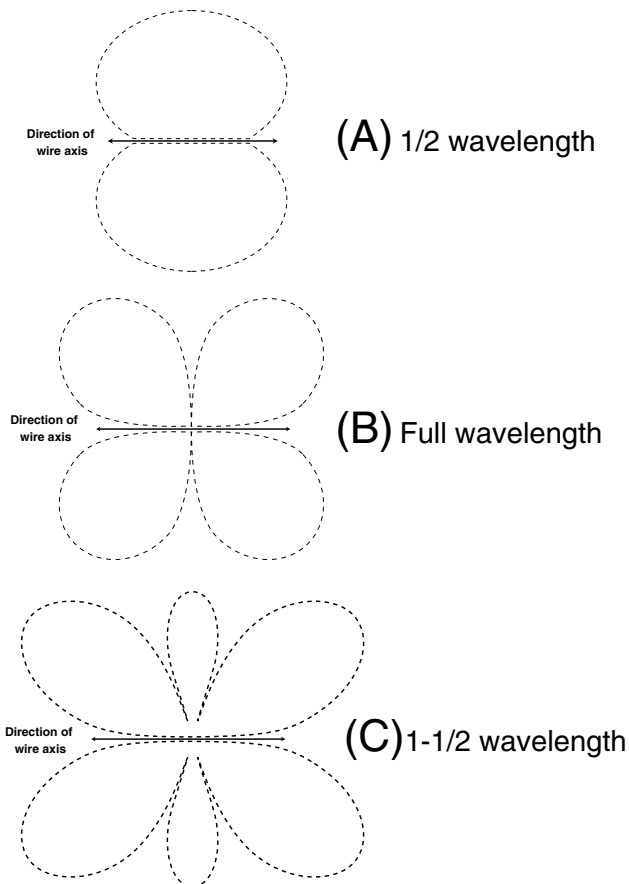 Direction of
wire axis
(A) 1/2 wavelength
Direction of
wire axis
(B) Full wavelength
Direction of
wire axis
(C) 1-1/2 wavelength